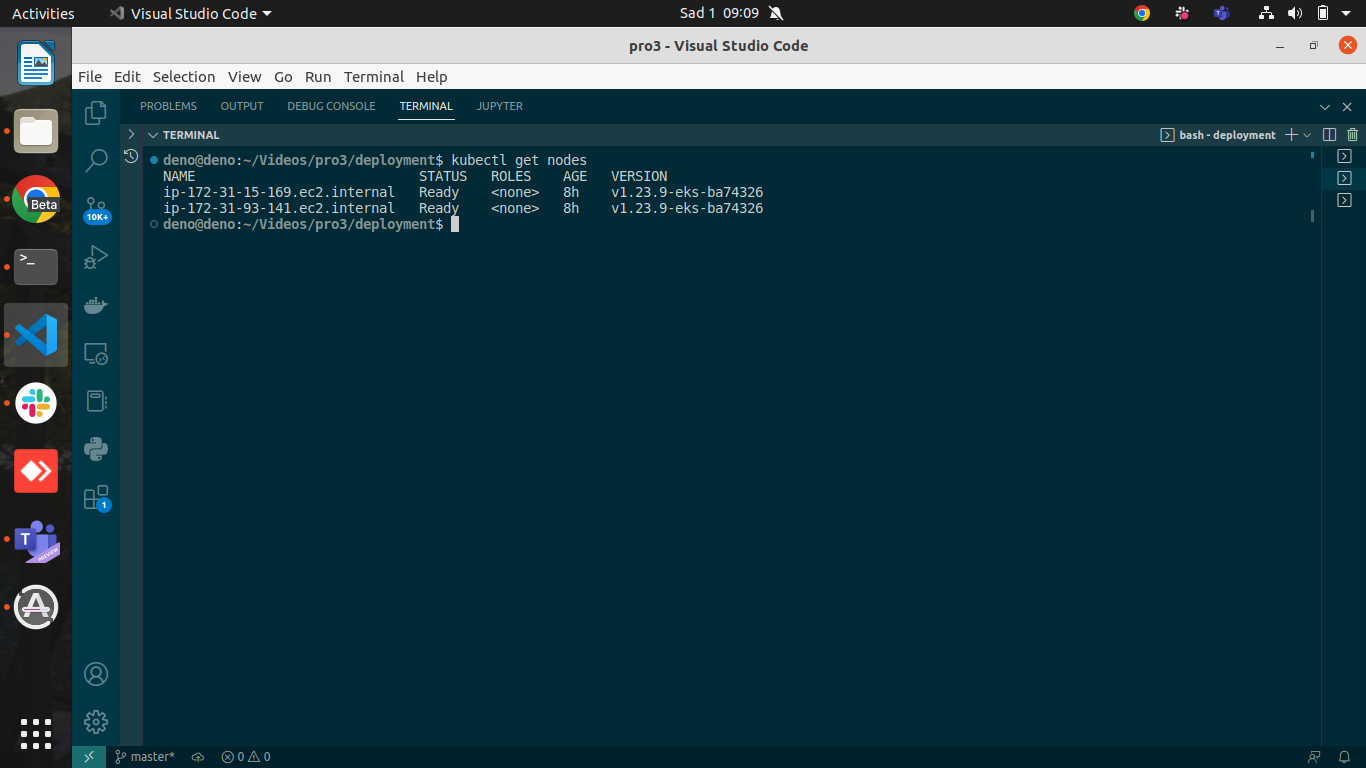 Activities Visual Studio Code Sad 1 09:09
pro3 - Visual Studio Code
File Edit Selection View Go Run Terminal Help
PROBLEMS OUTPUT DEBUG CONSOLE TERMINAL JUPYTER
TERMINAL bash - deployment
deno@deno:~/Videos/pro3/deployment$ kubectl get nodes
NAME STATUS ROLES AGE VERSION
ip-172-31-15-169.ec2.internal Ready <none> 8h v1.23.9-eks-ba74326
ip-172-31-93-141.ec2.internal Ready <none> 8h v1.23.9-eks-ba74326
deno@deno:~/Videos/pro3/deployment$
Beta
10K+
>_
1
T
PREVIEW
A
master* 0 0